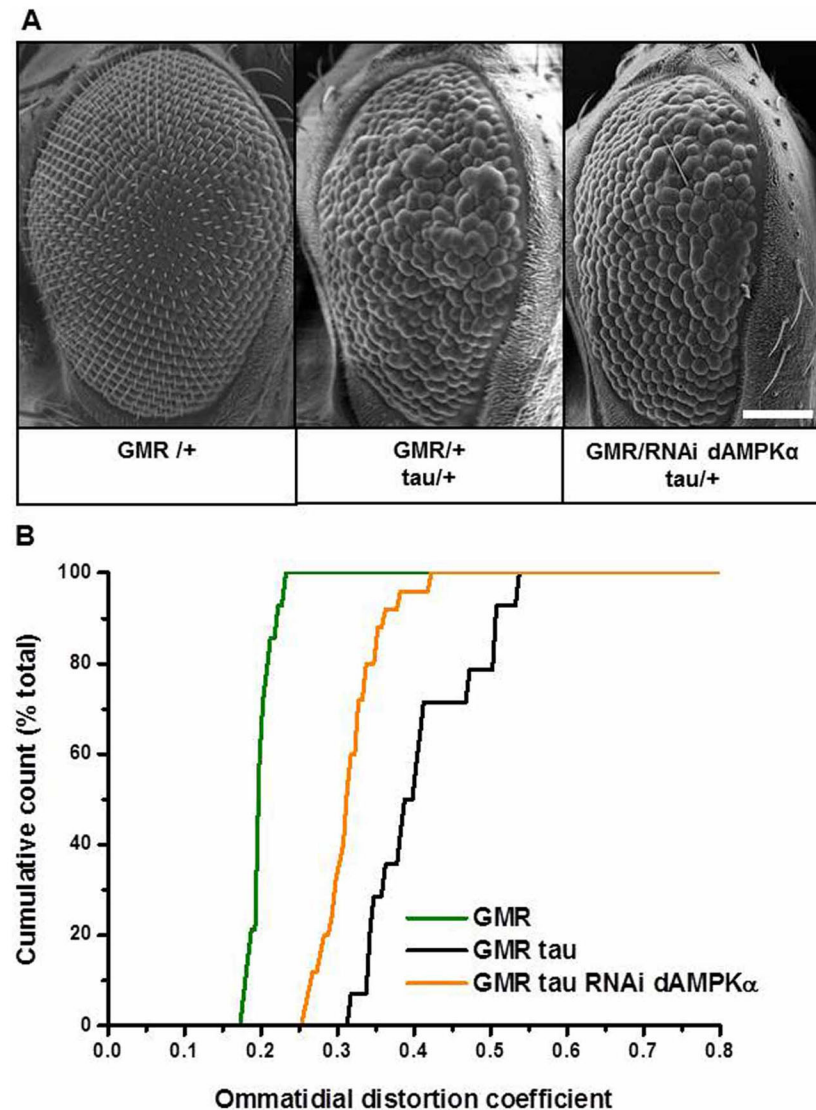 A
GMR /+
GMR/+
tau/+
GMR/RNAi dAMPKα
tau/+
B
Cumulative count (% total)
100
80
60
40
20
0
0.0 0.1 0.2 0.3 0.4 0.5 0.6 0.7 0.8
GMR
GMR tau
GMR tau RNAi dAMPKα
Ommatidial distortion coefficient